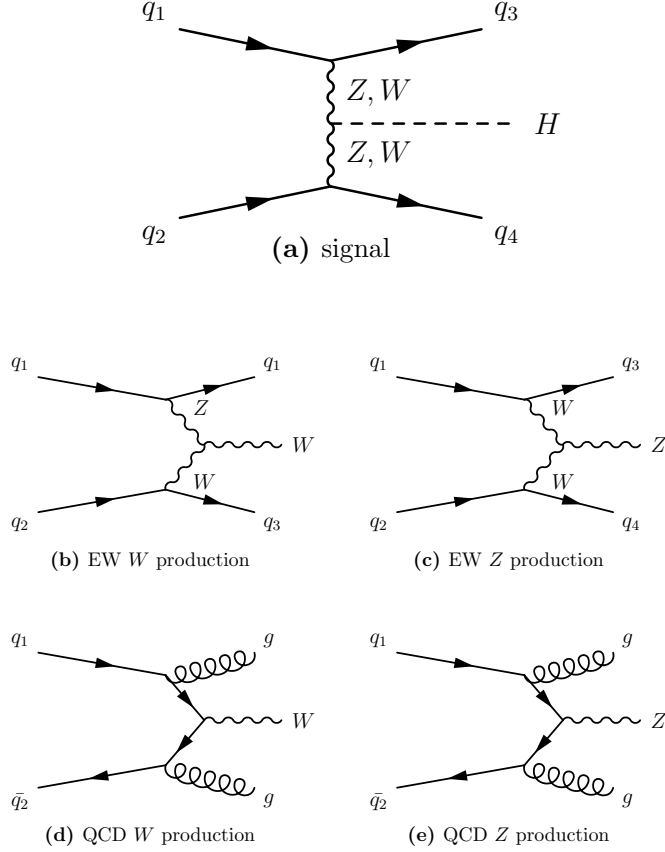 q₁ q₃
Z, W
H
Z, W
q₂ q₄
(a) signal
q₁ q₁ q₁ q₃
Z W
W Z
W W
q₂ q₃ q₂ q₄
(b) EW W production (c) EW Z production
q₁ g q₁ g
W Z
q̄₂ g q̄₂ g
(d) QCD W production (e) QCD Z production